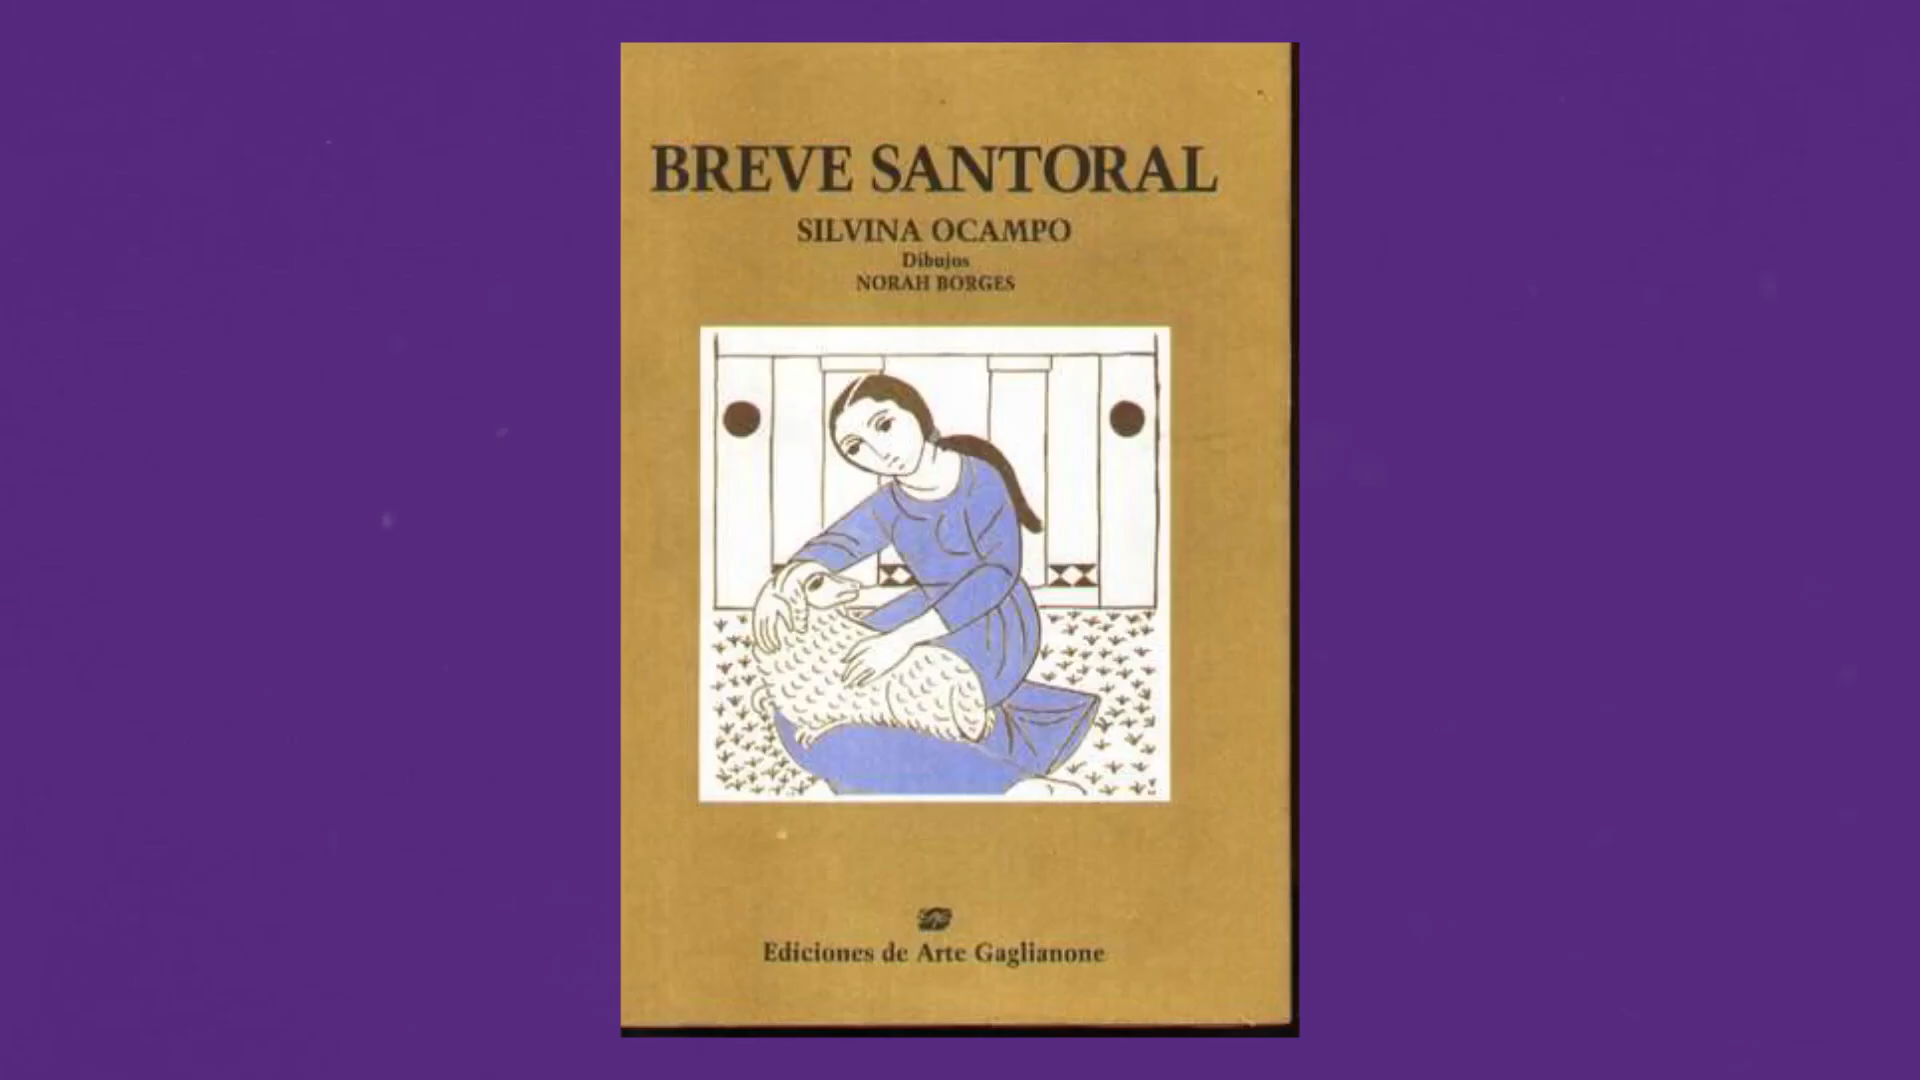 BREVE SANTORAL
SILVINA OCAMPO
Dibujos
NORAH BORGES
Ediciones de Arte Gaglianone